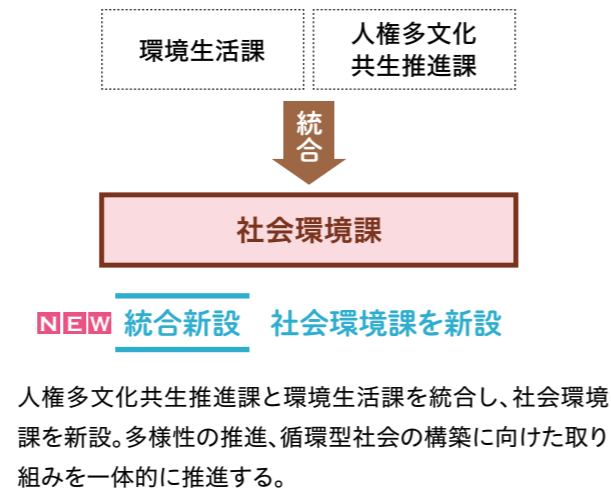 環境生活課
人権多文化
共生推進課
統合
社会環境課
NEW 統合新設 社会環境課を新設
人権多文化共生推進課と環境生活課を統合し、社会環境
課を新設。多様性の推進、循環型社会の構築に向けた取り
組みを一体的に推進する。